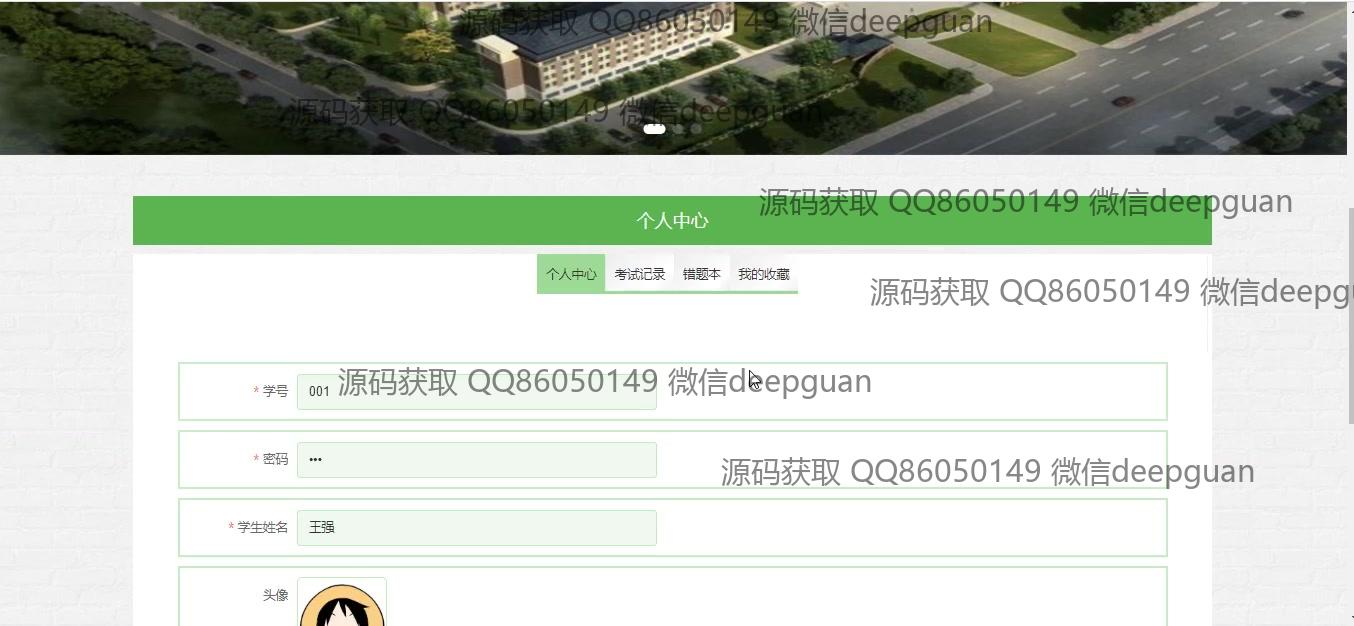 源码获取 QQ86050149 微信deepguan
源码获取 QQ86050149 微信deepguan
源码获取 QQ86050149 微信deepguan
个人中心
个人中心 考试记录 错题本 我的收藏
源码获取 QQ86050149 微信deepg
* 学号 001
源码获取 QQ86050149 微信deepguan
* 密码 •••
源码获取 QQ86050149 微信deepguan
* 学生姓名 王强
头像